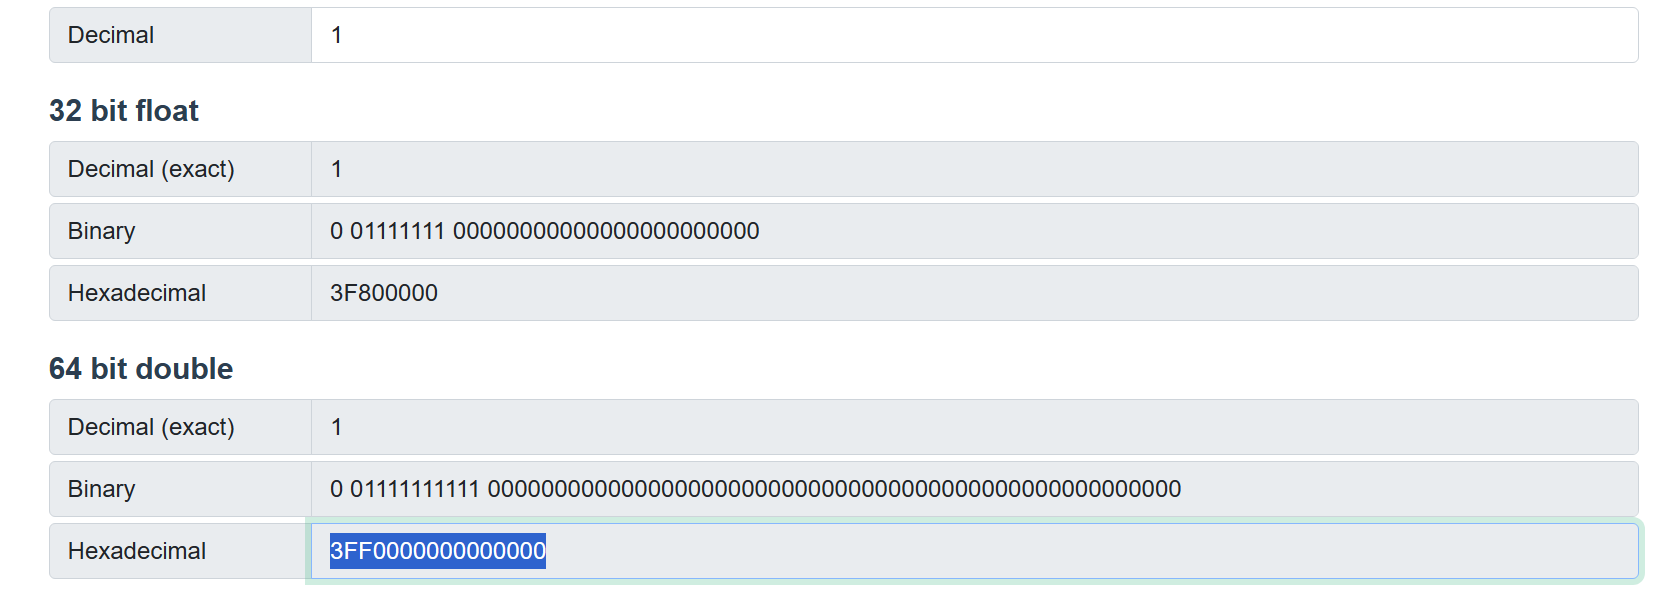 Decimal 1
32 bit float
Decimal (exact) 1
Binary 0 01111111 00000000000000000000000
Hexadecimal 3F800000
64 bit double
Decimal (exact) 1
Binary 0 01111111111 0000000000000000000000000000000000000000000000000000
Hexadecimal 3FF0000000000000